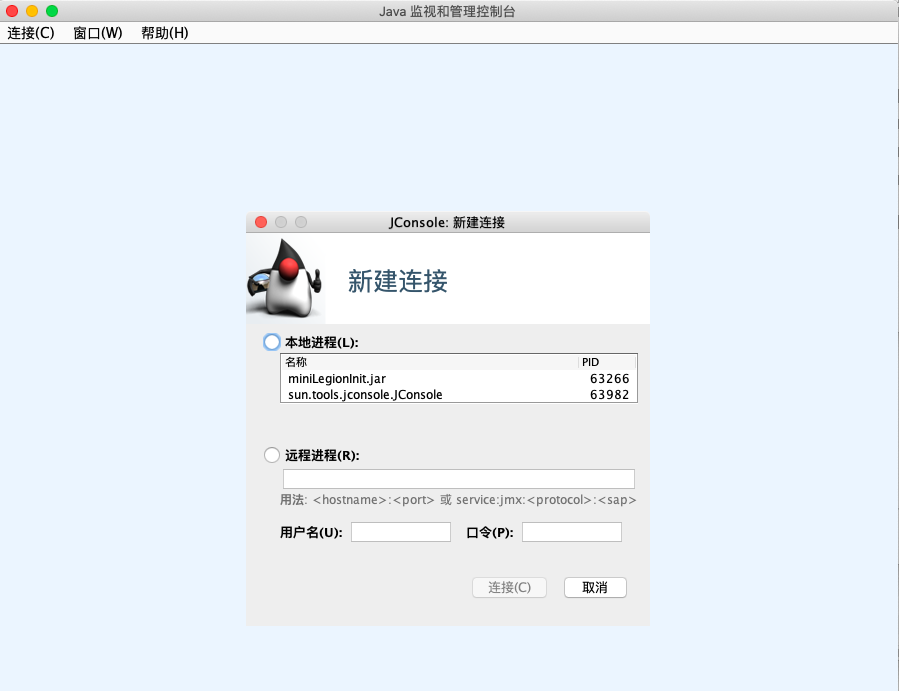 Java 监视和管理控制台
连接(C) 窗口(W) 帮助(H)
JConsole: 新建连接
新建连接
本地进程(L):
名称 PID
miniLegionInit.jar 63266
sun.tools.jconsole.JConsole 63982
远程进程(R):
用法: <hostname>:<port> 或 service:jmx:<protocol>:<sap>
用户名(U): 口令(P):
连接(C) 取消